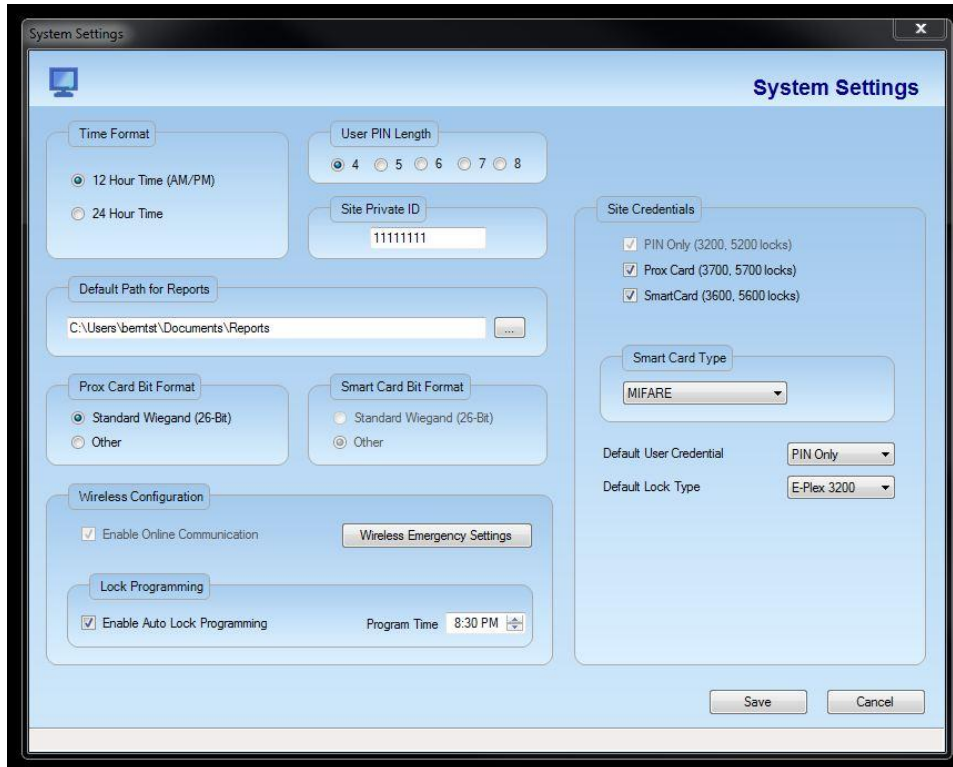 System Settings
x
System Settings
Time Format
12 Hour Time (AM/PM)
24 Hour Time
User PIN Length
4 5 6 7 8
Site Private ID
11111111
Default Path for Reports
C:\Users\berntst\Documents\Reports
...
Prox Card Bit Format
Standard Wiegand (26-Bit)
Other
Smart Card Bit Format
Standard Wiegand (26-Bit)
Other
Wireless Configuration
Enable Online Communication
Wireless Emergency Settings
Lock Programming
Enable Auto Lock Programming
Program Time 8:30 PM
Site Credentials
PIN Only (3200, 5200 locks)
Prox Card (3700, 5700 locks)
SmartCard (3600, 5600 locks)
Smart Card Type
MIFARE
Default User Credential PIN Only
Default Lock Type E-Plex 3200
Save Cancel